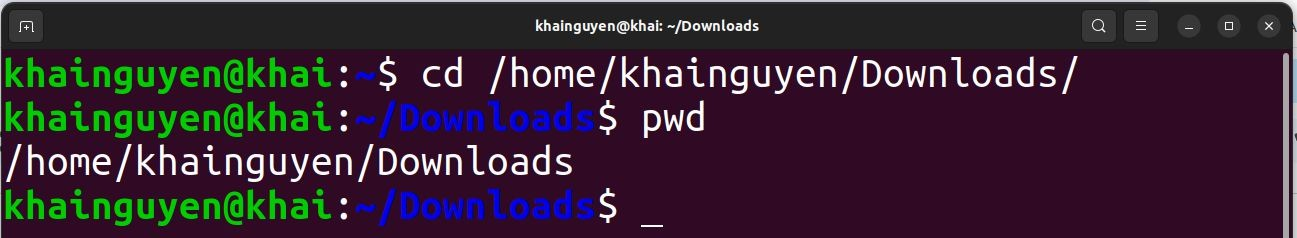 khainguyen@khai: ~/Downloads
khainguyen@khai:~$ cd /home/khainguyen/Downloads/
khainguyen@khai:~/Downloads$ pwd
/home/khainguyen/Downloads
khainguyen@khai:~/Downloads$ _